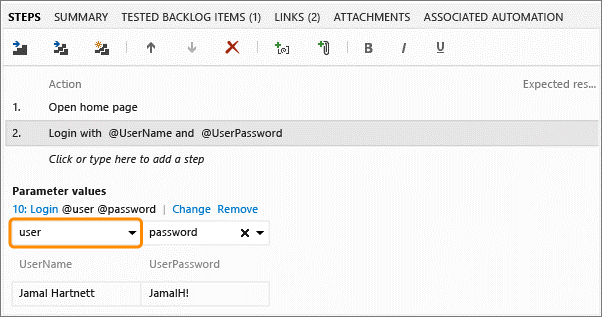 STEPS SUMMARY TESTED BACKLOG ITEMS (1) LINKS (2) ATTACHMENTS ASSOCIATED AUTOMATION
B I U
Action Expected res...
1. Open home page
2. Login with @UserName and @UserPassword
Click or type here to add a step
Parameter values
10: Login @user @password | Change Remove
user password
UserName UserPassword
Jamal Hartnett JamalH!